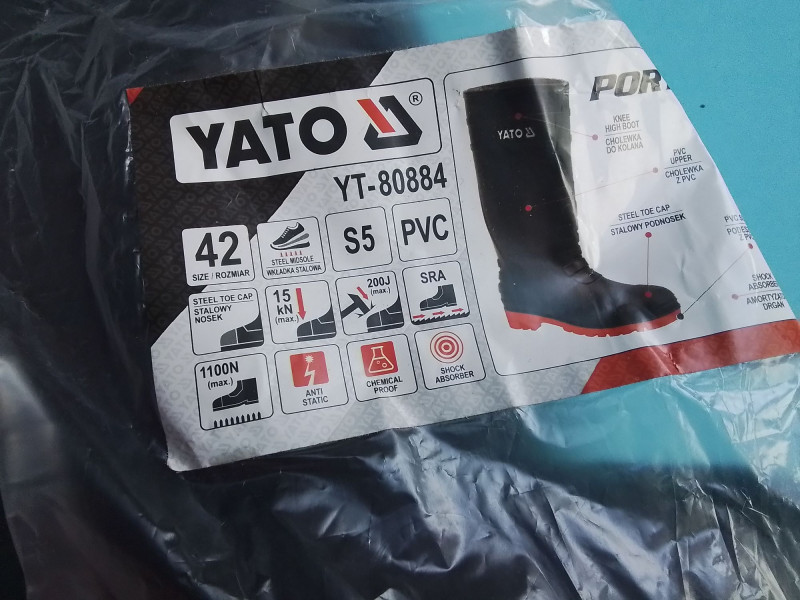 YATO ®
YT-80884
42
SIZE / ROZMIAR
STEEL MIDSOLE
WKŁADKA STALOWA
S5
PVC
STEEL TOE CAP
STALOWY
NOSEK
15
kN
(max.)
200J
(max.)
SRA
1100N
(max.)
ANTI
STATIC
CHEMICAL
PROOF
SHOCK
ABSORBER
POR
YATO
KNEE
HIGH BOOT
CHOLEWKA
DO KOLANA
PVC
UPPER
CHOLEWKA
Z PVC
STEEL TOE CAP
STALOWY PODNOSEK
PVC
Z
SHOCK